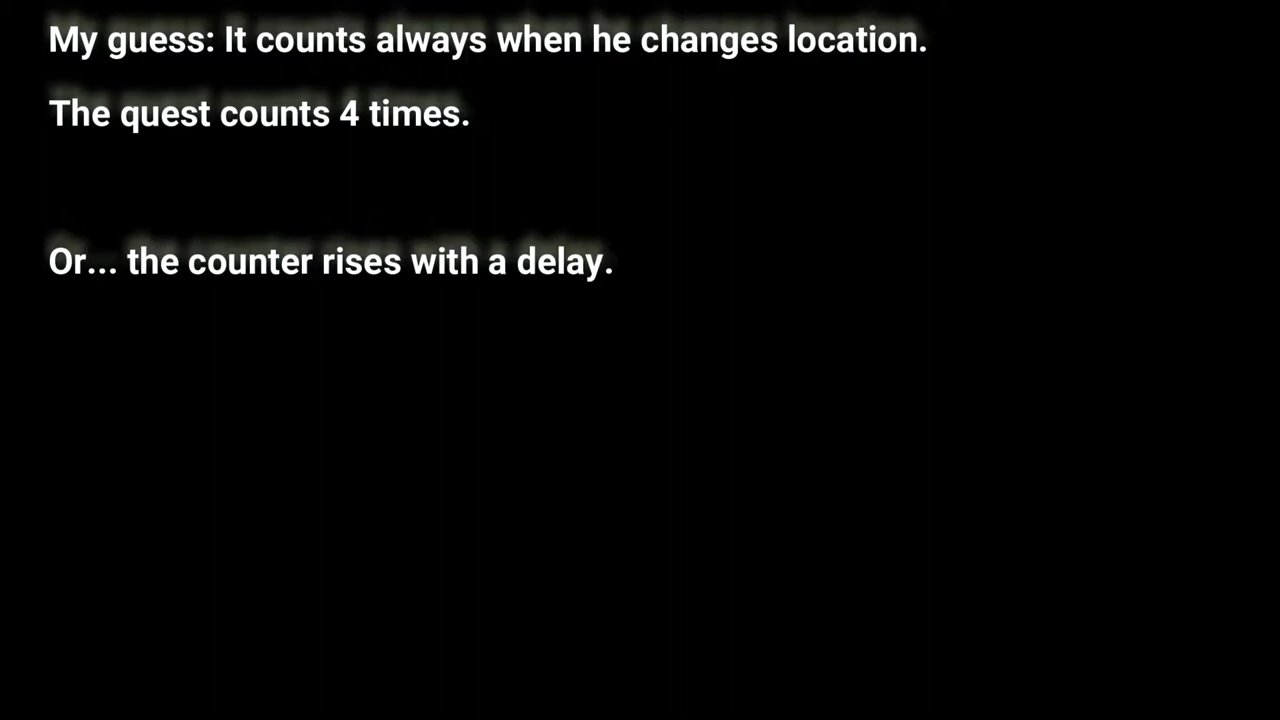 My guess: It counts always when he changes location.
The quest counts 4 times.
Or... the counter rises with a delay.